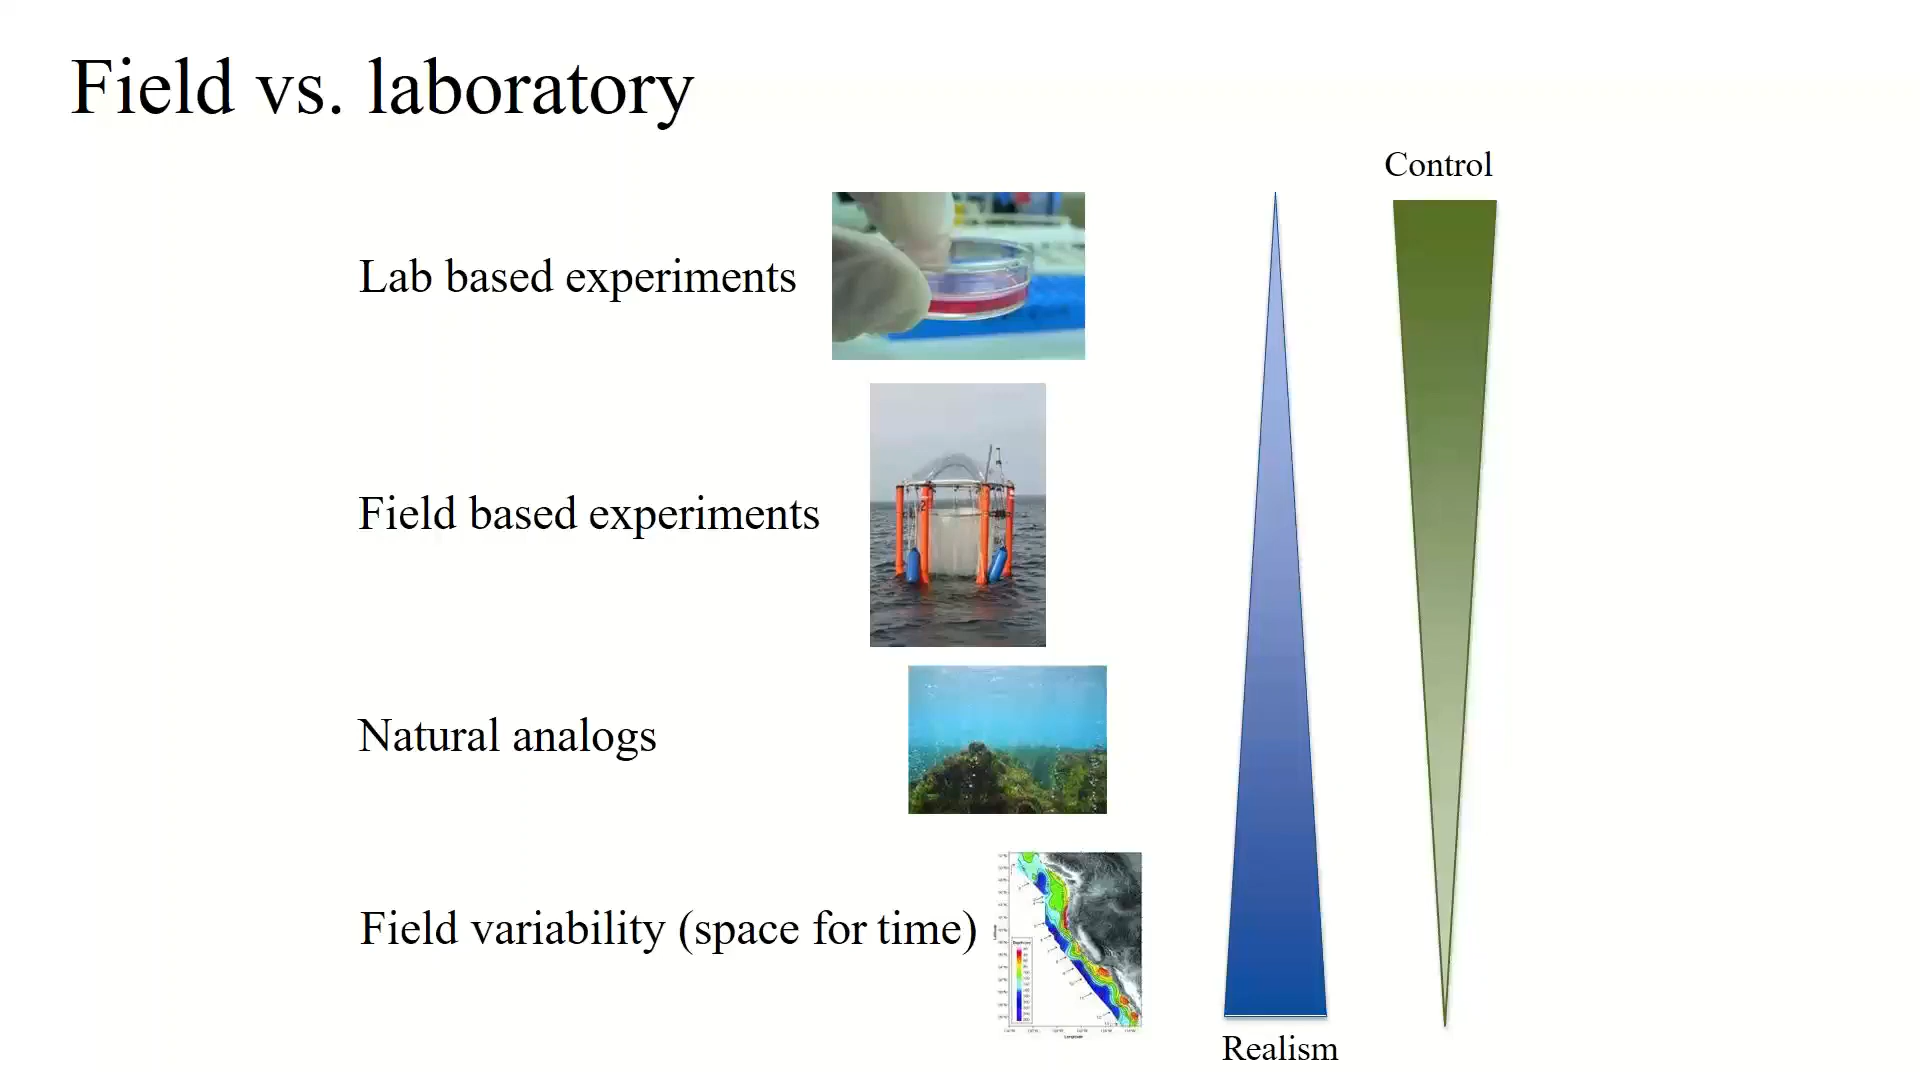 Field vs. laboratory
Control
Lab based experiments
Field based experiments
Natural analogs
Field variability (space for time)
Realism